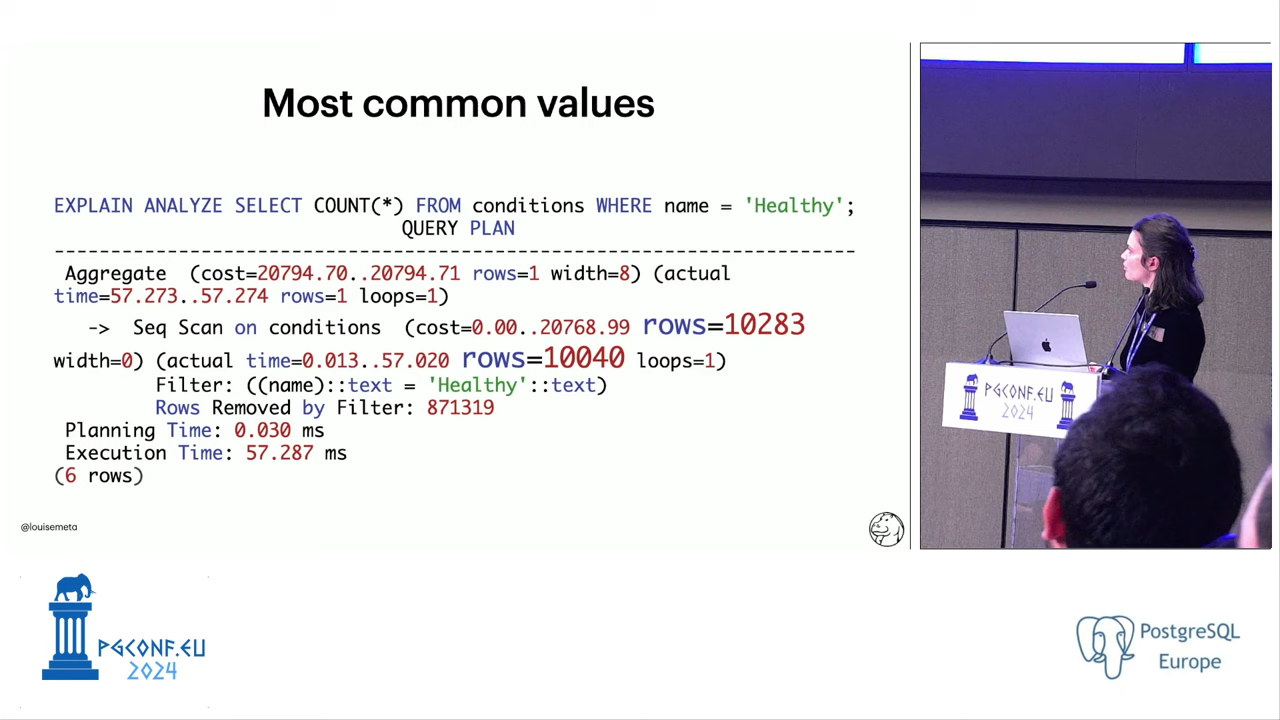 Most common values
EXPLAIN ANALYZE SELECT COUNT(*) FROM conditions WHERE name = 'Healthy';
QUERY PLAN
-----------------------------------------------------------------------
Aggregate (cost=20794.70..20794.71 rows=1 width=8) (actual
time=57.273..57.274 rows=1 loops=1)
-> Seq Scan on conditions (cost=0.00..20768.99 rows=10283
width=0) (actual time=0.013..57.020 rows=10040 loops=1)
Filter: ((name)::text = 'Healthy'::text)
Rows Removed by Filter: 871319
Planning Time: 0.030 ms
Execution Time: 57.287 ms
(6 rows)
@louisemeta
PGCONF.EU
2024
PGCONF.EU
2024
PostgreSQL
Europe